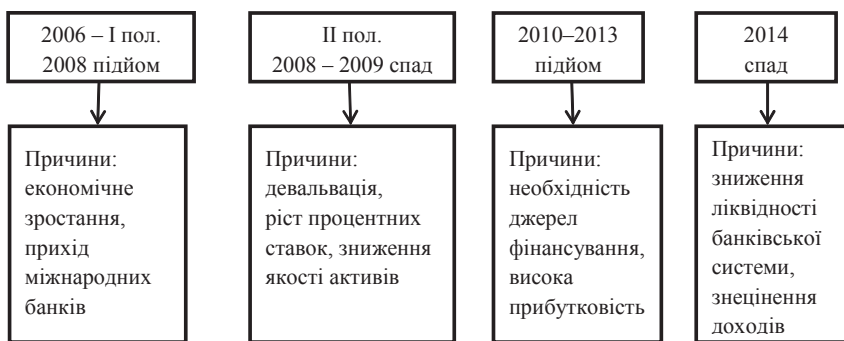 2006 – І пол.
2008 підйом
ІІ пол.
2008 – 2009 спад
2010–2013
підйом
2014
спад
Причини:
економічне
зростання,
прихід
міжнародних
банків
Причини:
девальвація,
ріст процентних
ставок, зниження
якості активів
Причини:
необхідність
джерел
фінансування,
висока
прибутковість
Причини:
зниження
ліквідності
банківської
системи,
знецінення
доходів